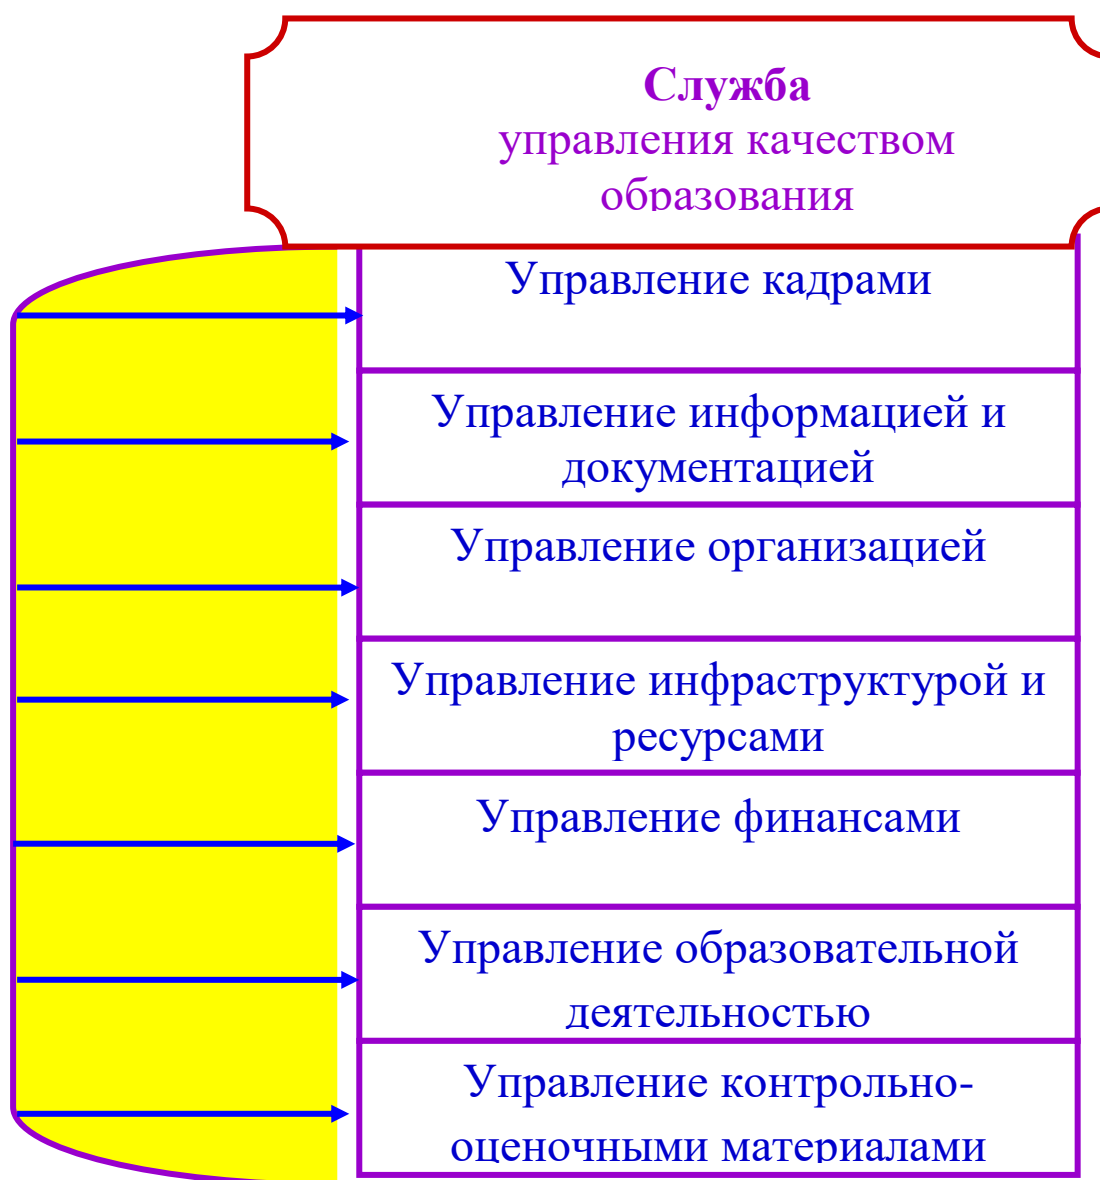 Служба
управления качеством
образования
Управление кадрами
Управление информацией и
документацией
Управление организацией
Управление инфраструктурой и
ресурсами
Управление финансами
Управление образовательной
деятельностью
Управление контрольно-
оценочными материалами